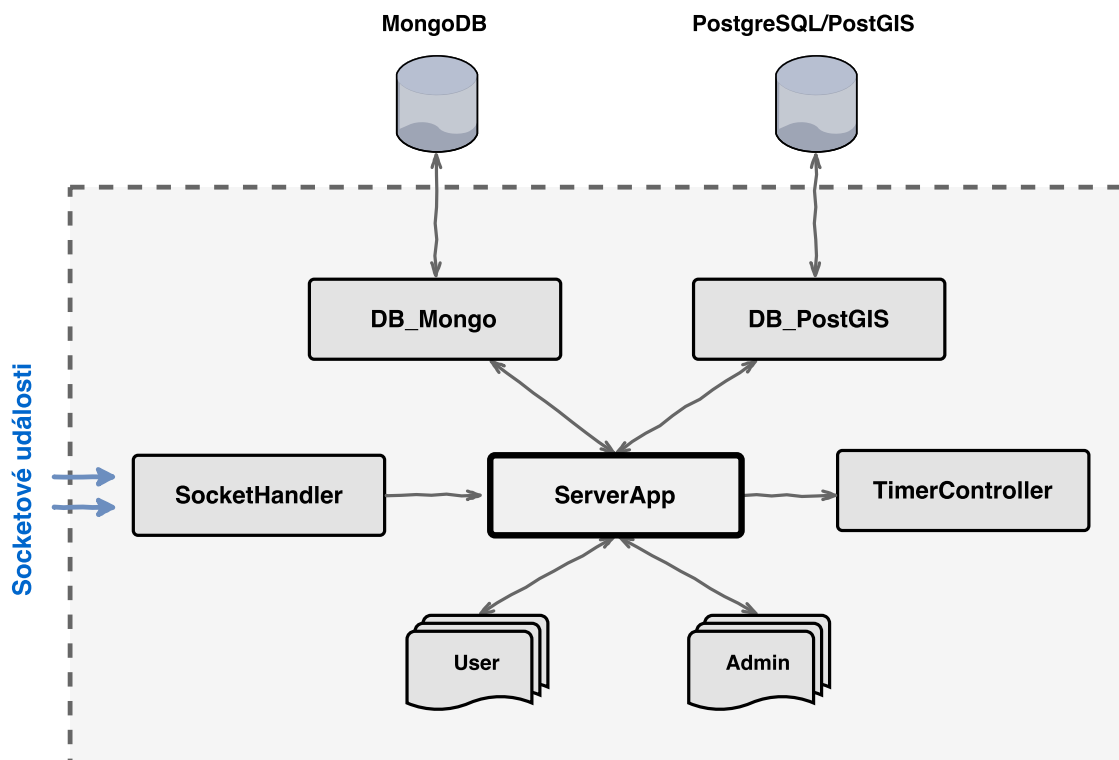 MongoDB
PostgreSQL/PostGIS
DB_Mongo
DB_PostGIS
Socketové události
SocketHandler
ServerApp
TimerController
User
Admin